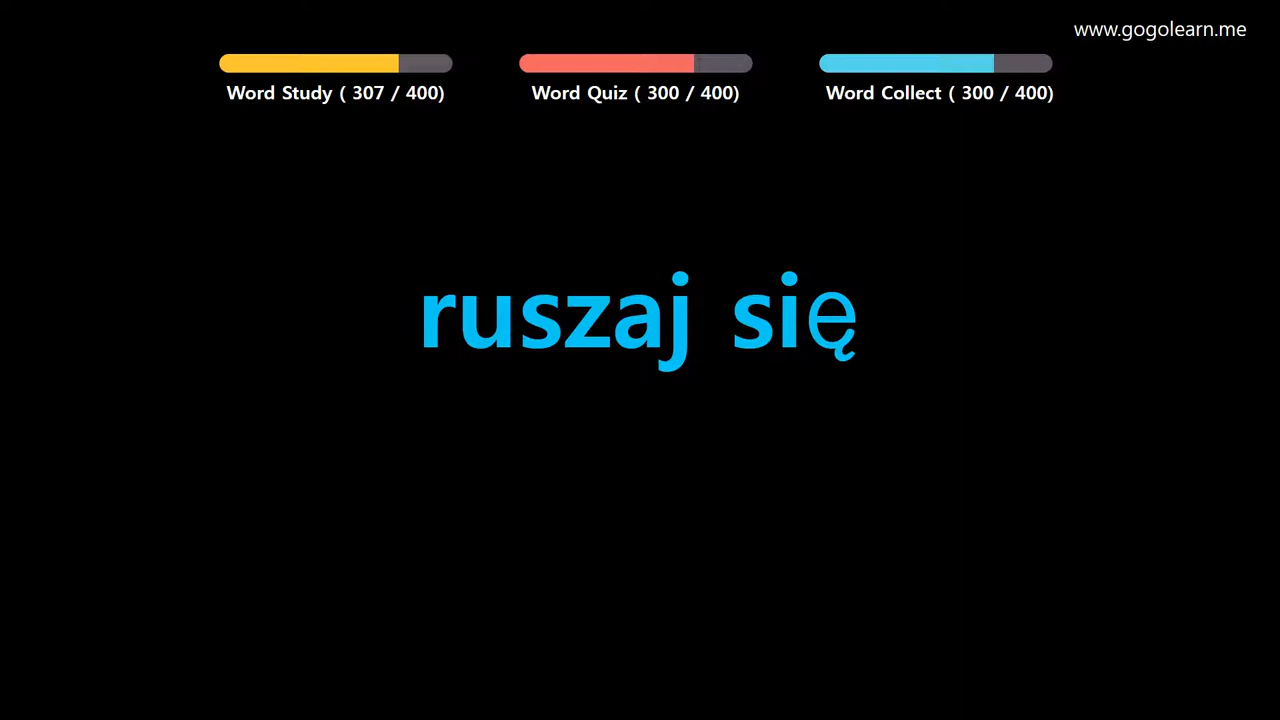 www.gogolearn.me
Word Study ( 307 / 400)
Word Quiz ( 300 / 400)
Word Collect ( 300 / 400)
ruszaj się